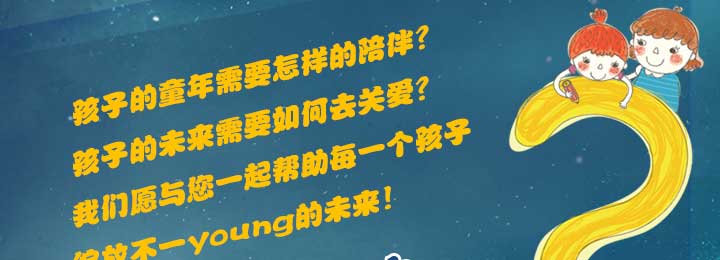 孩子的童年需要怎样的陪伴?
孩子的未来需要如何去关爱?
我们愿与您一起帮助每一个孩子
绽放不一young的未来!